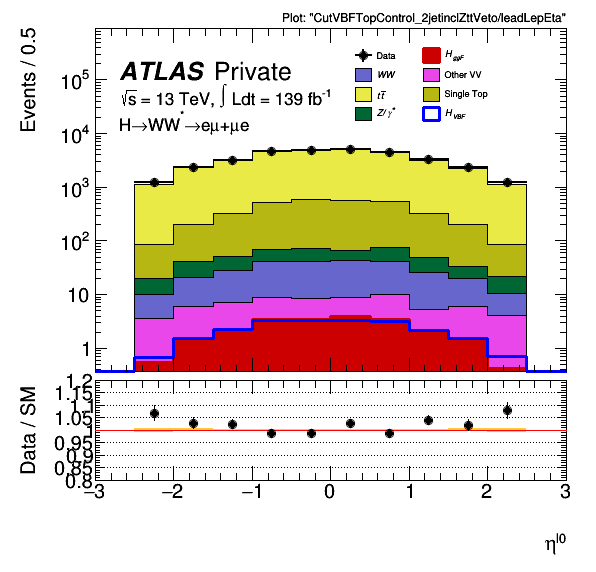 Plot: "CutVBFTopControl_2jetinclZttVeto/leadLepEta"
Events / 0.5
ATLAS Private
√s = 13 TeV, ∫ Ldt = 139 fb⁻¹
H→WW*→eμ+μe
Data
WW
tt̅
Z/γ*
H_ggF
Other VV
Single Top
H_VBF
10⁵
10⁴
10³
10²
10
1
Data / SM
1.2
1.15
1.1
1.05
1
0.95
0.9
0.85
0.8
−3 −2 −1 0 1 2 3
η^l0